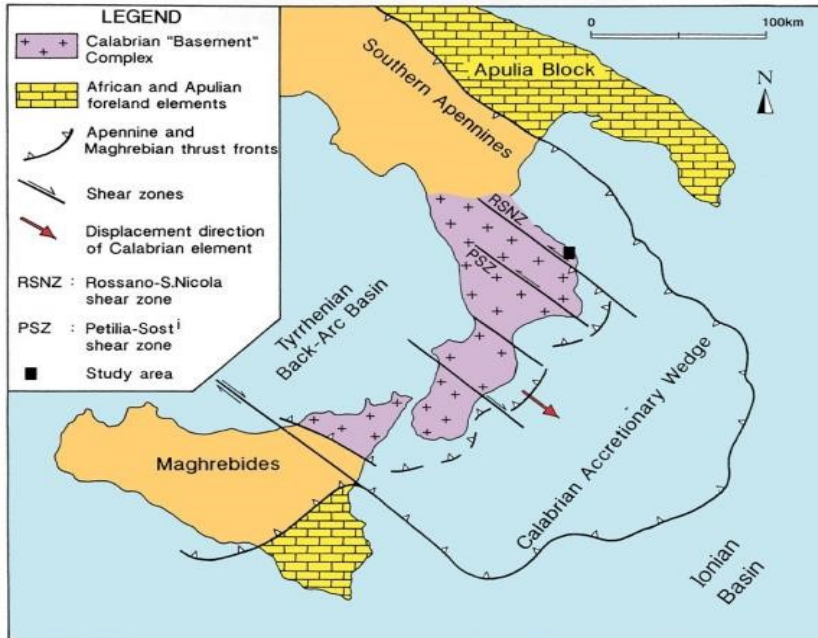 LEGEND
Calabrian "Basement"
Complex
African and Apulian
foreland elements
Apennine and
Maghrebian thrust fronts
Shear zones
Displacement direction
of Calabrian element
RSNZ : Rossano-S.Nicola
shear zone
PSZ : Petilia-Sosti
shear zone
Study area
0 100km
N
Southern Apennines
Apulia Block
RSNZ
PSZ
Tyrrhenian
Back-Arc Basin
Maghrebides
Calabrian Accretionary Wedge
Ionian
Basin